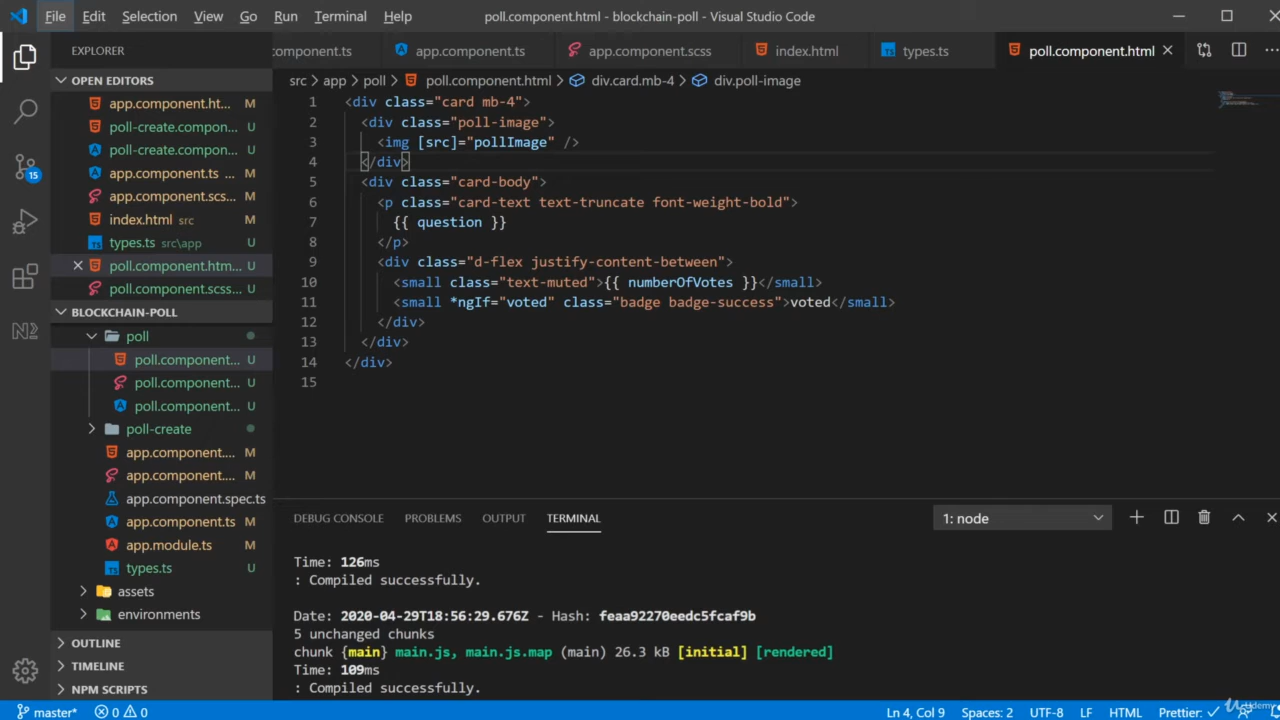 File Edit Selection View Go Run Terminal Help poll.component.html - blockchain-poll - Visual Studio Code
EXPLORER
component.ts app.component.ts app.component.scss index.html types.ts poll.component.html
OPEN EDITORS
app.component.ht... M
poll-create.compon... U
poll-create.compon... U
app.component.ts M
app.component.scs... M
index.html src M
types.ts src\app U
poll.component.htm... U
poll.component.scss... U
15
BLOCKCHAIN-POLL
poll
poll.component... U
poll.component... U
poll.component... U
poll-create
app.component.... M
app.component.... M
app.component.spec.ts
app.component.ts M
app.module.ts M
types.ts U
assets
environments
OUTLINE
TIMELINE
NPM SCRIPTS
src > app > poll > poll.component.html > div.card.mb-4 > div.poll-image
1 <div class="card mb-4">
2 <div class="poll-image">
3 <img [src]="pollImage" />
4 </div>
5 <div class="card-body">
6 <p class="card-text text-truncate font-weight-bold">
7 {{ question }}
8 </p>
9 <div class="d-flex justify-content-between">
10 <small class="text-muted">{{ numberOfVotes }}</small>
11 <small *ngIf="voted" class="badge badge-success">voted</small>
12 </div>
13 </div>
14 </div>
15
DEBUG CONSOLE PROBLEMS OUTPUT TERMINAL 1: node
Time: 126ms
: Compiled successfully.
Date: 2020-04-29T18:56:29.676Z - Hash: feaa92270eedc5fcaf9b
5 unchanged chunks
chunk {main} main.js, main.js.map (main) 26.3 kB [initial] [rendered]
Time: 109ms
: Compiled successfully.
master* 0 0 Ln 4, Col 9 Spaces: 2 UTF-8 LF HTML Prettier: ✓
Udemy